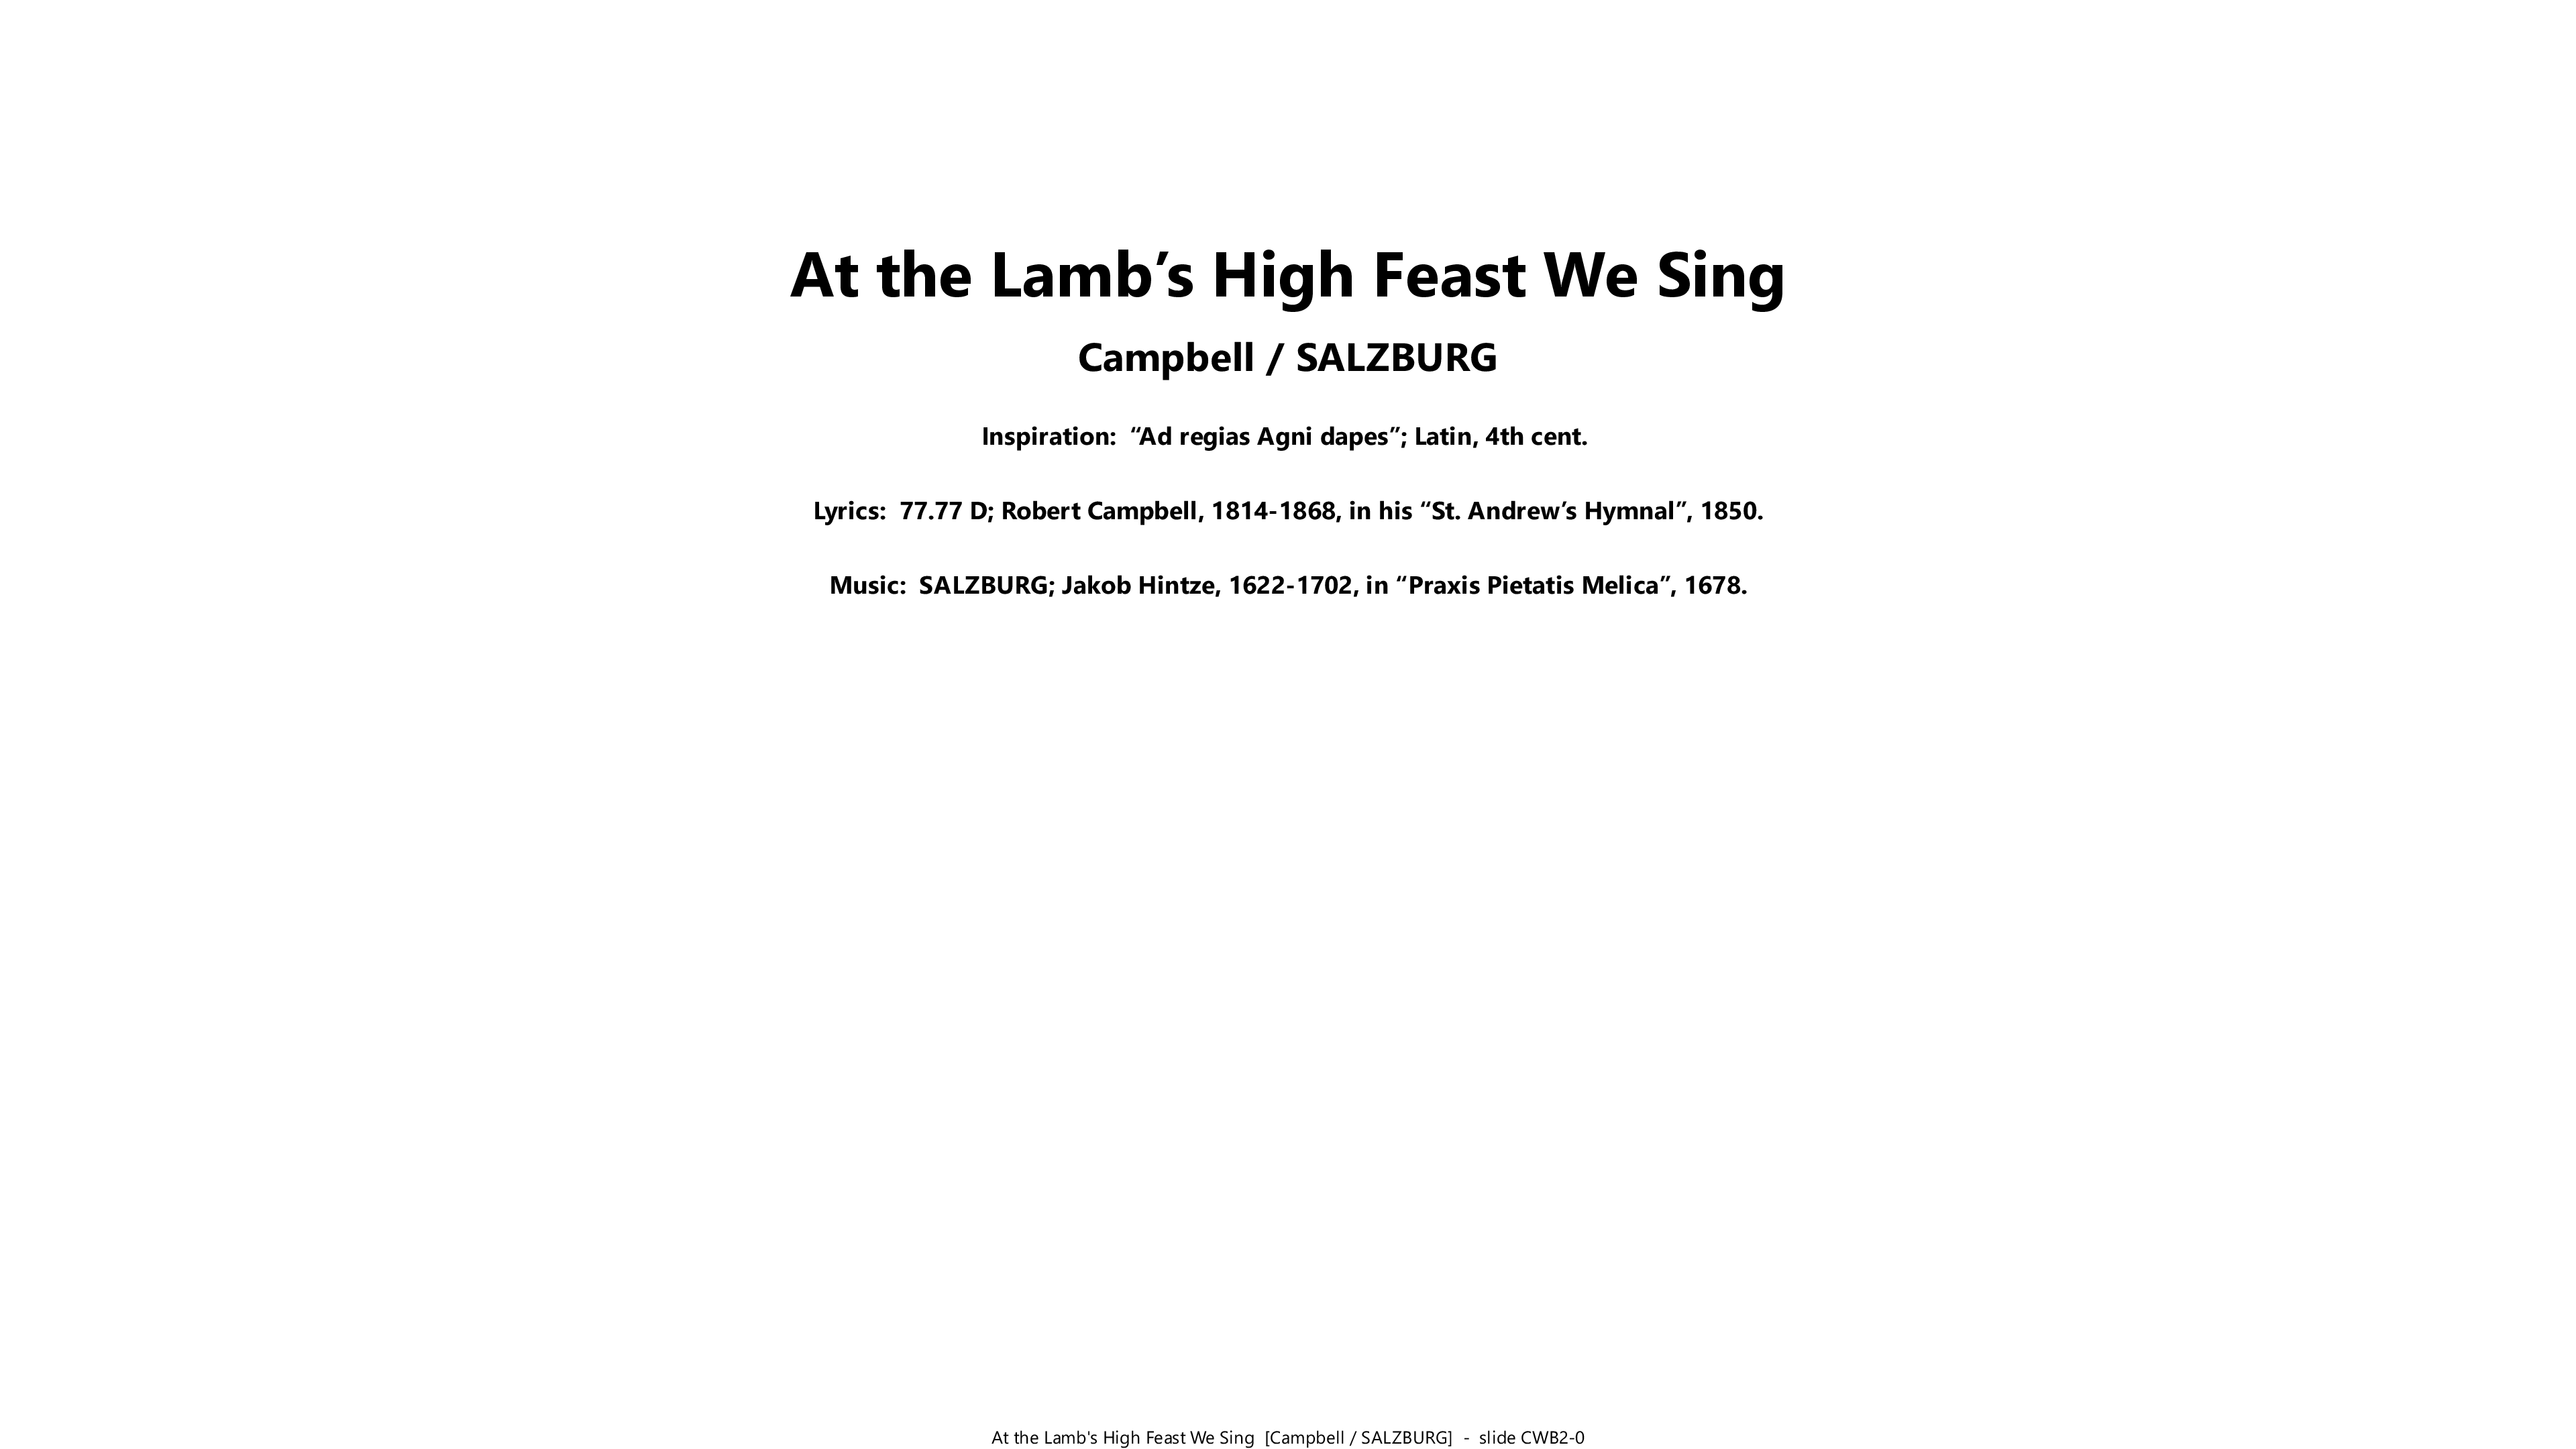 At the Lamb’s High Feast We Sing
Campbell / SALZBURG
Inspiration:  “Ad regias Agni dapes”; Latin, 4th cent.
Lyrics:  77.77 D; Robert Campbell, 1814-1868, in his “St. Andrew’s Hymnal”, 1850.
Music:  SALZBURG; Jakob Hintze, 1622-1702, in “Praxis Pietatis Melica”, 1678.
At the Lamb's High Feast We Sing  [Campbell / SALZBURG]  -  slide CWB2-0